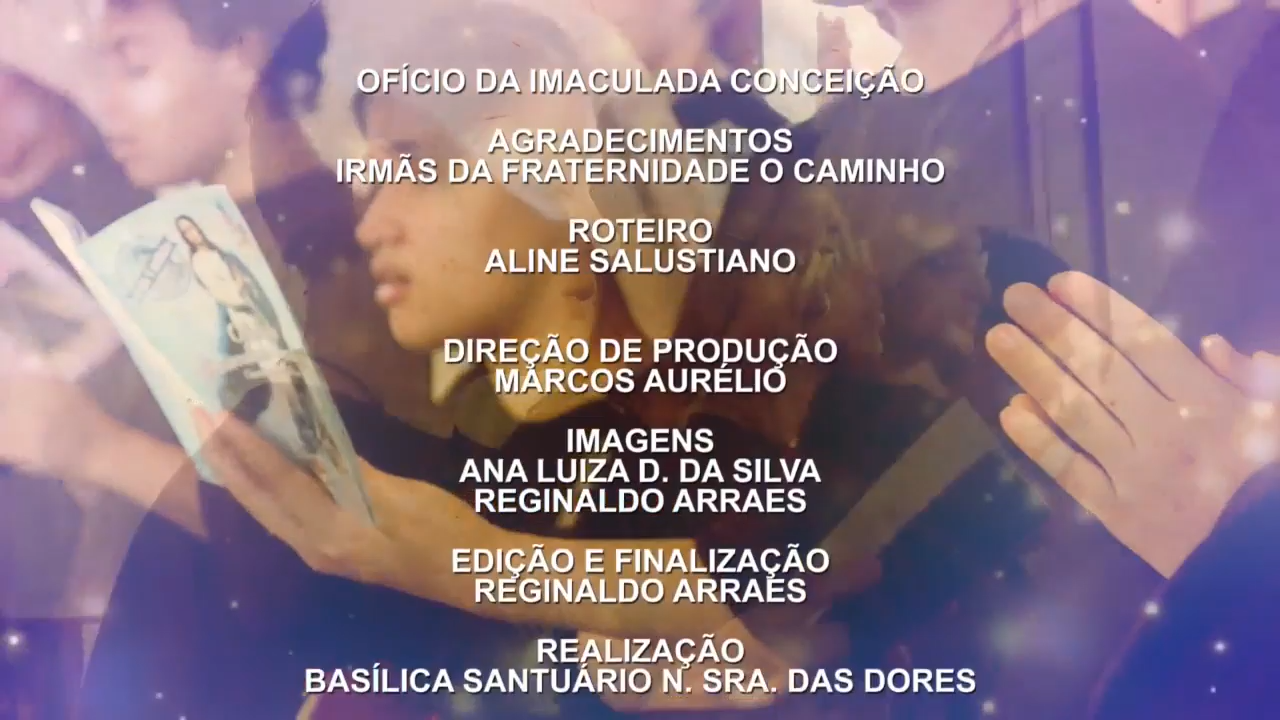 OFÍCIO DA IMACULADA CONCEIÇÃO
AGRADECIMENTOS
IRMÃS DA FRATERNIDADE O CAMINHO
ROTEIRO
ALINE SALUSTIANO
DIREÇÃO DE PRODUÇÃO
MARCOS AURÉLIO
IMAGENS
ANA LUIZA D. DA SILVA
REGINALDO ARRAES
EDIÇÃO E FINALIZAÇÃO
REGINALDO ARRAES
REALIZAÇÃO
BASÍLICA SANTUÁRIO N. SRA. DAS DORES